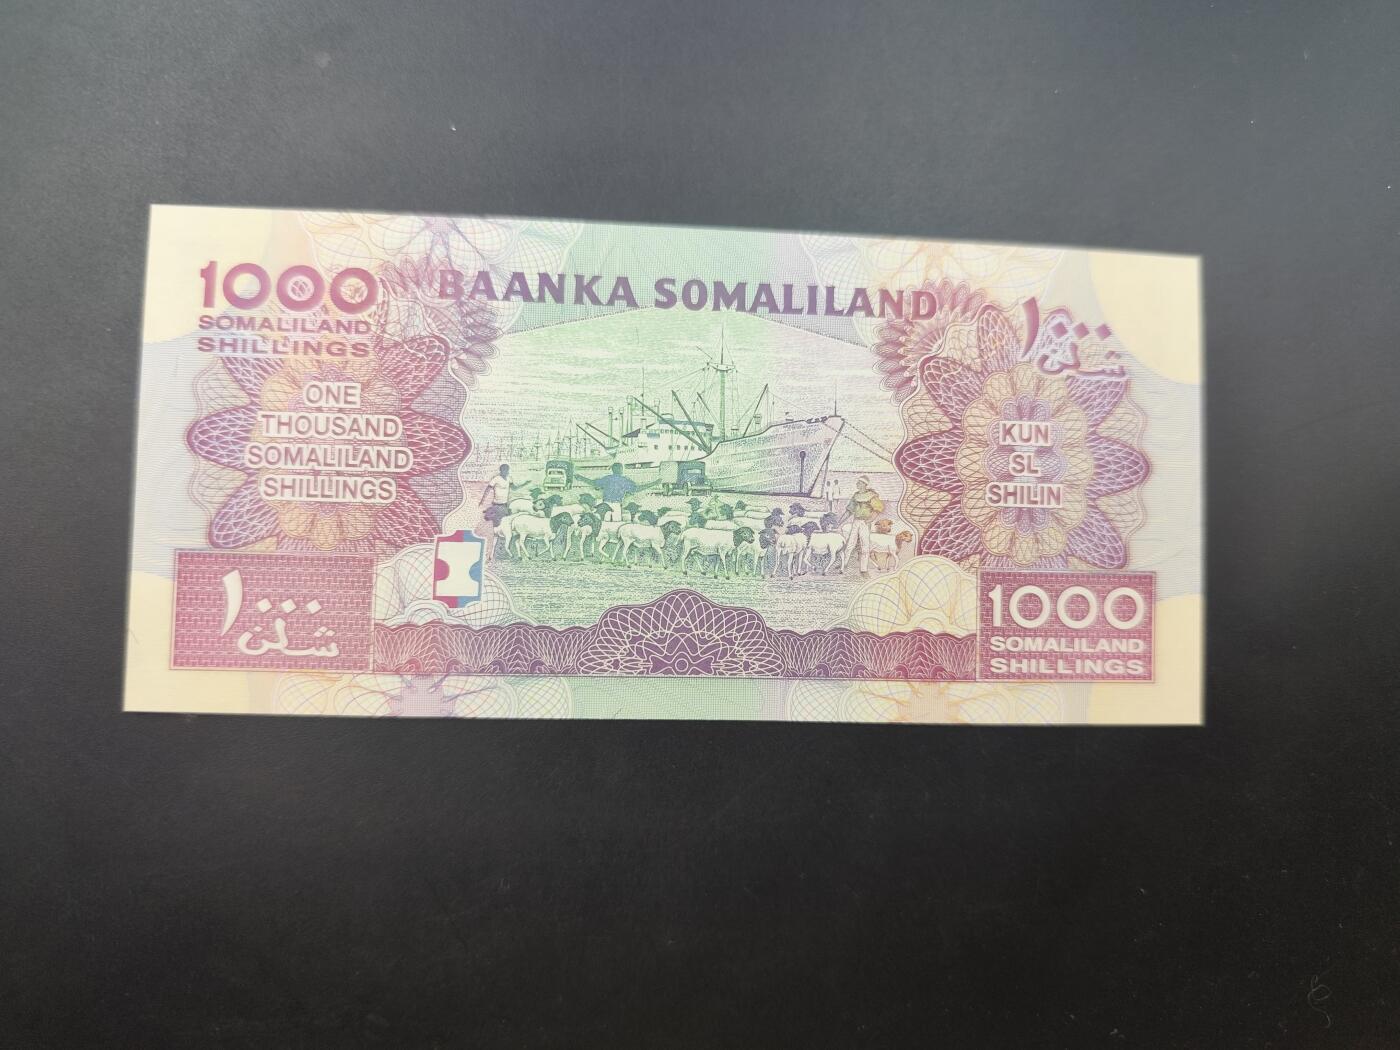 1000
SOMALILAND
SHILLINGS
ONE
THOUSAND
SOMALILAND
SHILLINGS
BAANKA SOMALILAND
١٠٠٠
شلن
KUN
SL
SHILIN
١٠٠٠
شلن
1000
SOMALILAND
SHILLINGS